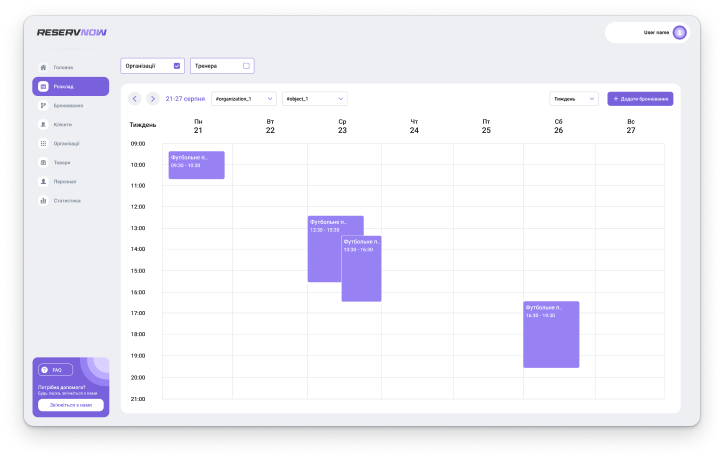 RESERVNOW
User name
Головна
Розклад
Бронювання
Клієнти
Організації
Товари
Персонал
Статистика
Організації
Тренера
21-27 серпня
#organization_1
#object_1
Тиждень
+ Додати бронювання
Тиждень
Пн
21
Вт
22
Ср
23
Чт
24
Пт
25
Сб
26
Вс
27
09:00
10:00
11:00
12:00
13:00
14:00
15:00
16:00
17:00
18:00
19:00
20:00
21:00
Футбольне п..
09:30 - 10:30
Футбольне п..
12:30 - 15:30
Футбольне п..
13:30 - 16:30
Футбольне п..
16:30 - 19:30
? FAQ
Потрібна допомога?
Будь ласка, зв'яжіться з нами
Зв'яжіться з нами